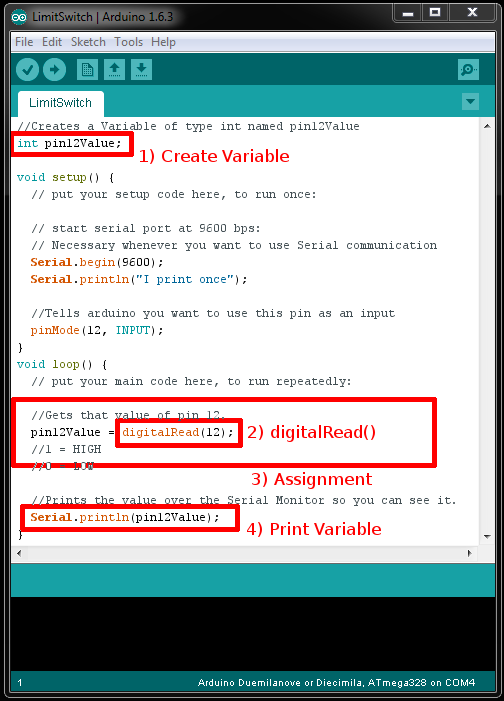 LimitSwitch | Arduino 1.6.3
File Edit Sketch Tools Help
LimitSwitch
//Creates a Variable of type int named pin12Value
int pin12Value;
1) Create Variable
void setup() {
// put your setup code here, to run once:
// start serial port at 9600 bps:
// Necessary whenever you want to use Serial communication
Serial.begin(9600);
Serial.println("I print once");
//Tells arduino you want to use this pin as an input
pinMode(12, INPUT);
}
void loop() {
// put your main code here, to run repeatedly:
//Gets that value of pin 12.
pin12Value = digitalRead(12);
2) digitalRead()
//1 = HIGH
//0 = LOW
3) Assignment
//Prints the value over the Serial Monitor so you can see it.
Serial.println(pin12Value);
4) Print Variable
}
1
Arduino Duemilanove or Diecimila, ATmega328 on COM4